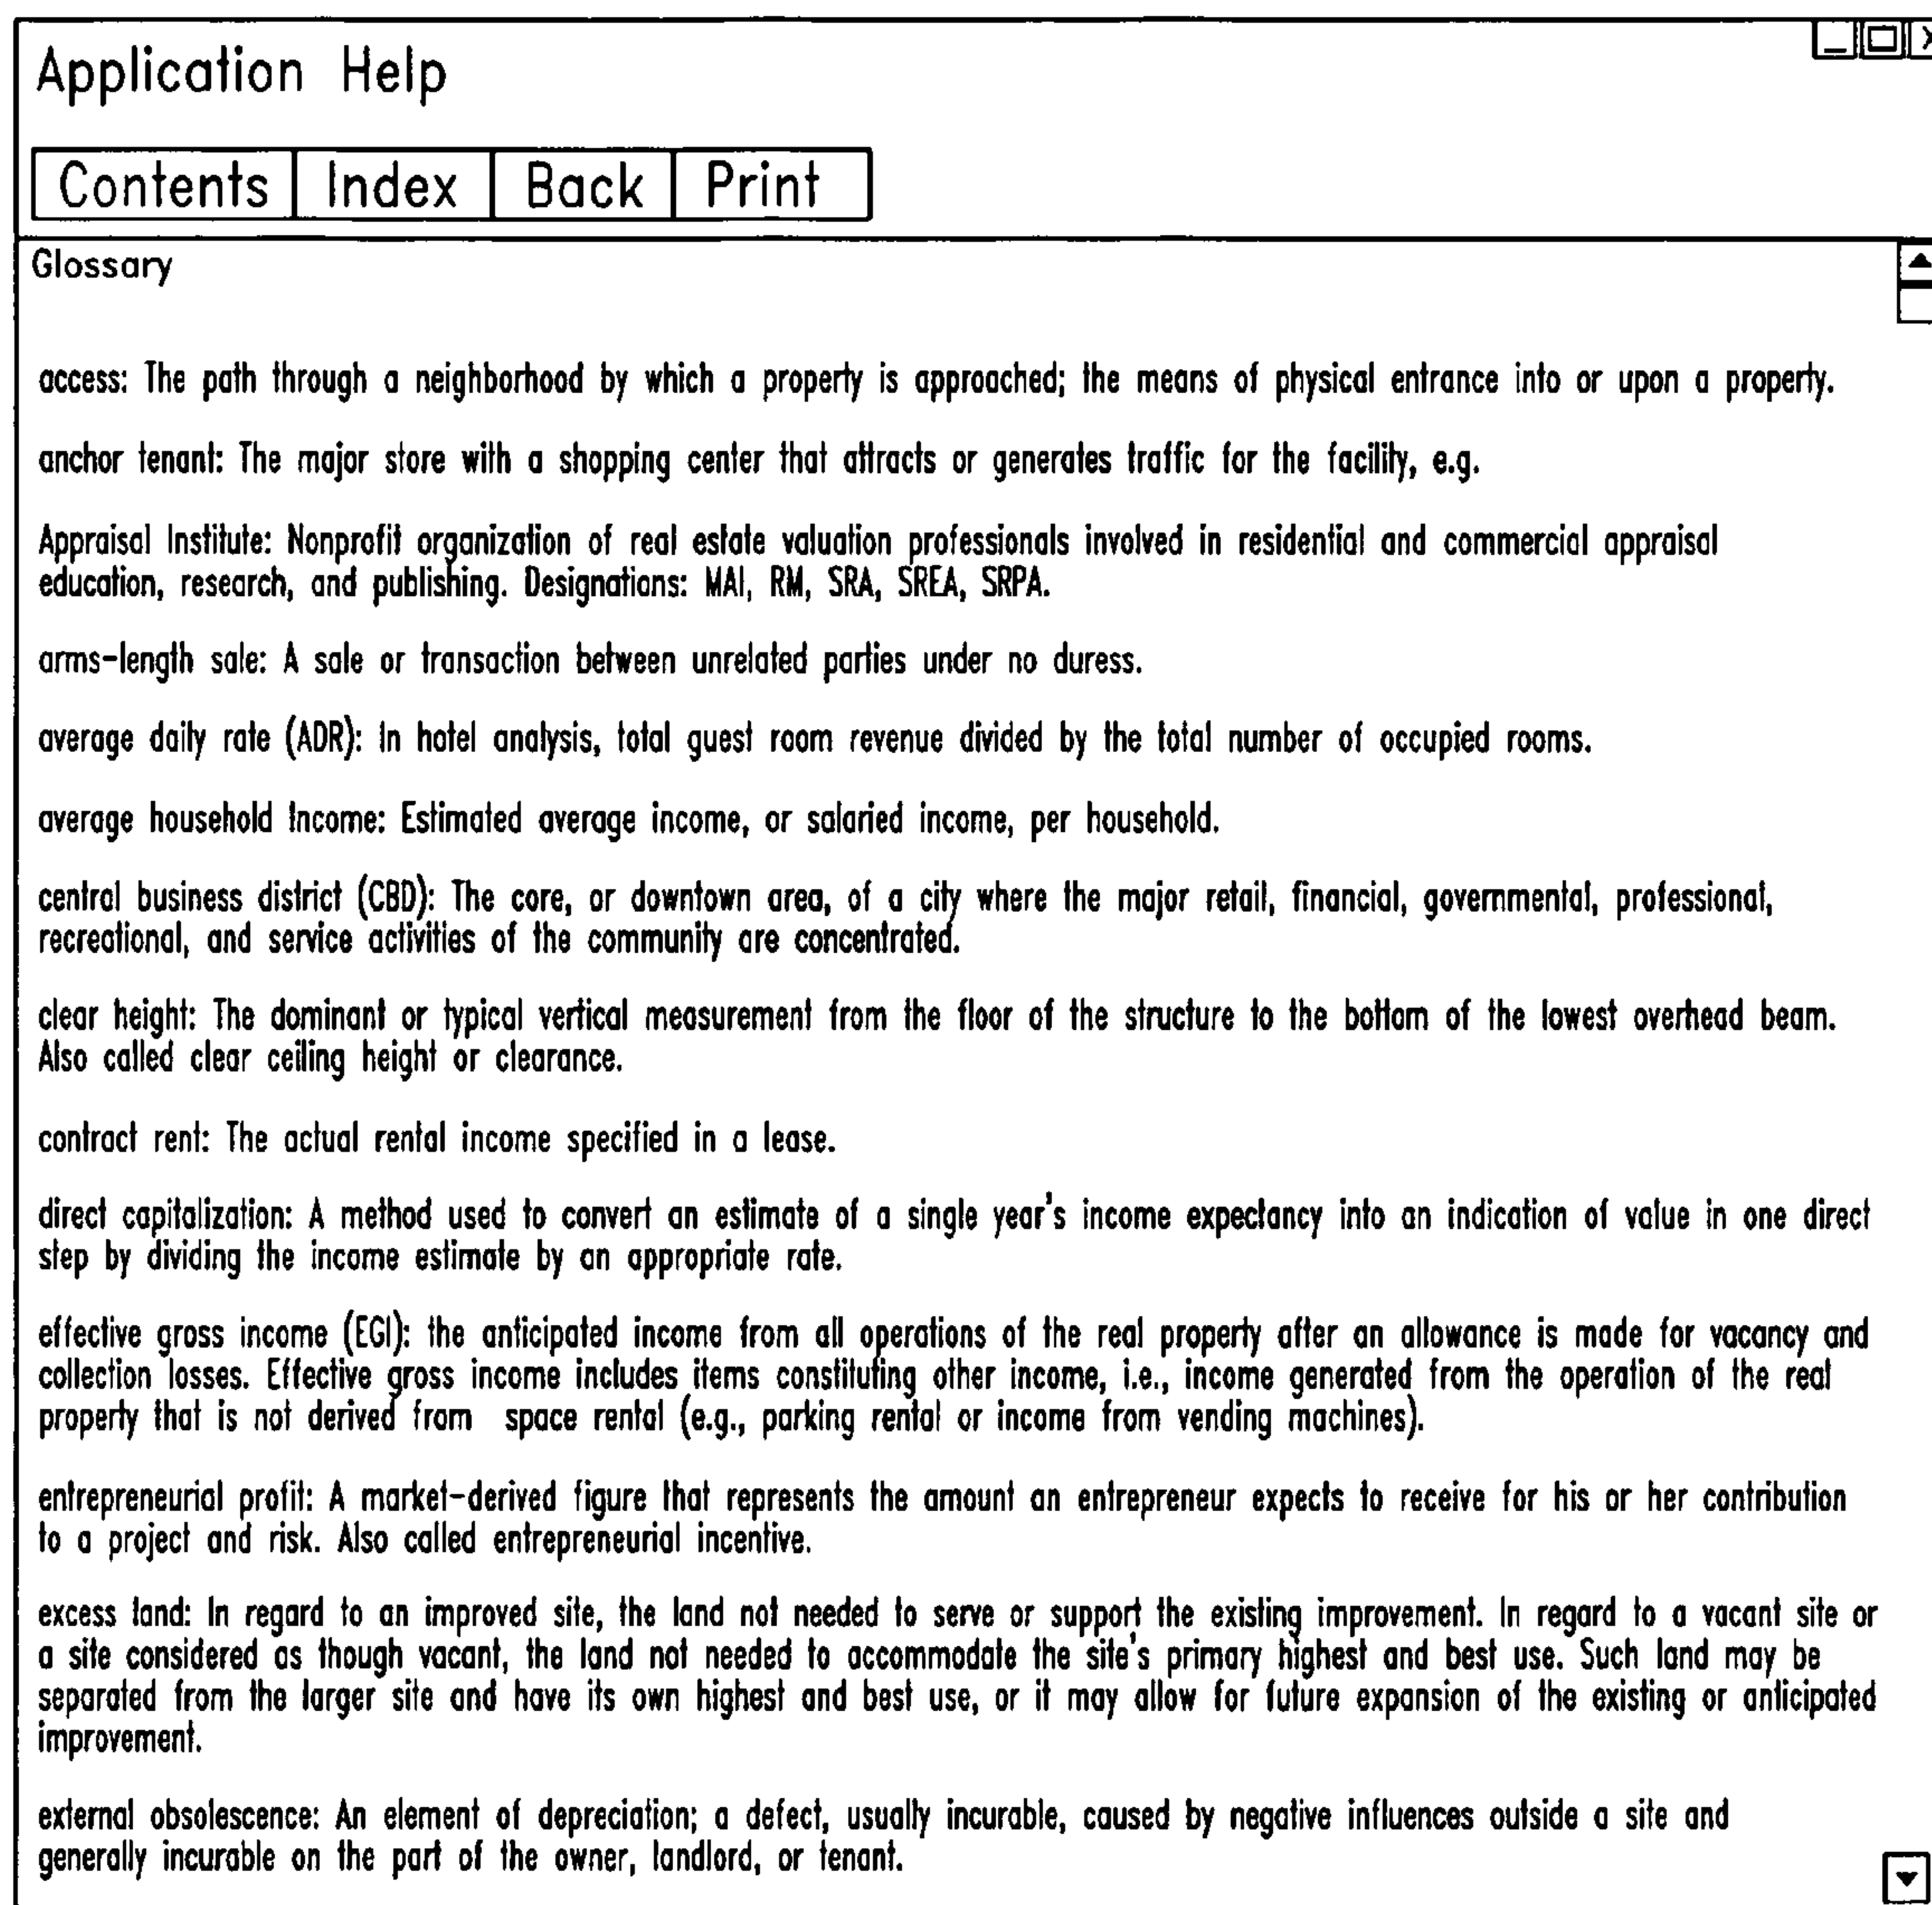 Application Help
Contents Index Back Print
Glossary
access: The path through a neighborhood by which a property is approached; the means of physical entrance into or upon a property.
anchor tenant: The major store with a shopping center that attracts or generates traffic for the facility, e.g.
Appraisal Institute: Nonprofit organization of real estate valuation professionals involved in residential and commercial appraisal
education, research, and publishing. Designations: MAI, RM, SRA, SREA, SRPA.
arms-length sale: A sale or transaction between unrelated parties under no duress.
average daily rate (ADR): In hotel analysis, total guest room revenue divided by the total number of occupied rooms.
average household Income: Estimated average income, or salaried income, per household.
central business district (CBD): The core, or downtown area, of a city where the major retail, financial, governmental, professional,
recreational, and service activities of the community are concentrated.
clear height: The dominant or typical vertical measurement from the floor of the structure to the bottom of the lowest overhead beam.
Also called clear ceiling height or clearance.
contract rent: The actual rental income specified in a lease.
direct capitalization: A method used to convert an estimate of a single year's income expectancy into an indication of value in one direct
step by dividing the income estimate by an appropriate rate.
effective gross income (EGI): the anticipated income from all operations of the real property after an allowance is made for vacancy and
collection losses. Effective gross income includes items constituting other income, i.e., income generated from the operation of the real
property that is not derived from space rental (e.g., parking rental or income from vending machines).
entrepreneurial profit: A market-derived figure that represents the amount an entrepreneur expects to receive for his or her contribution
to a project and risk. Also called entrepreneurial incentive.
excess land: In regard to an improved site, the land not needed to serve or support the existing improvement. In regard to a vacant site or
a site considered as though vacant, the land not needed to accommodate the site's primary highest and best use. Such land may be
separated from the larger site and have its own highest and best use, or it may allow for future expansion of the existing or anticipated
improvement.
external obsolescence: An element of depreciation; a defect, usually incurable, caused by negative influences outside a site and
generally incurable on the part of the owner, landlord, or tenant.